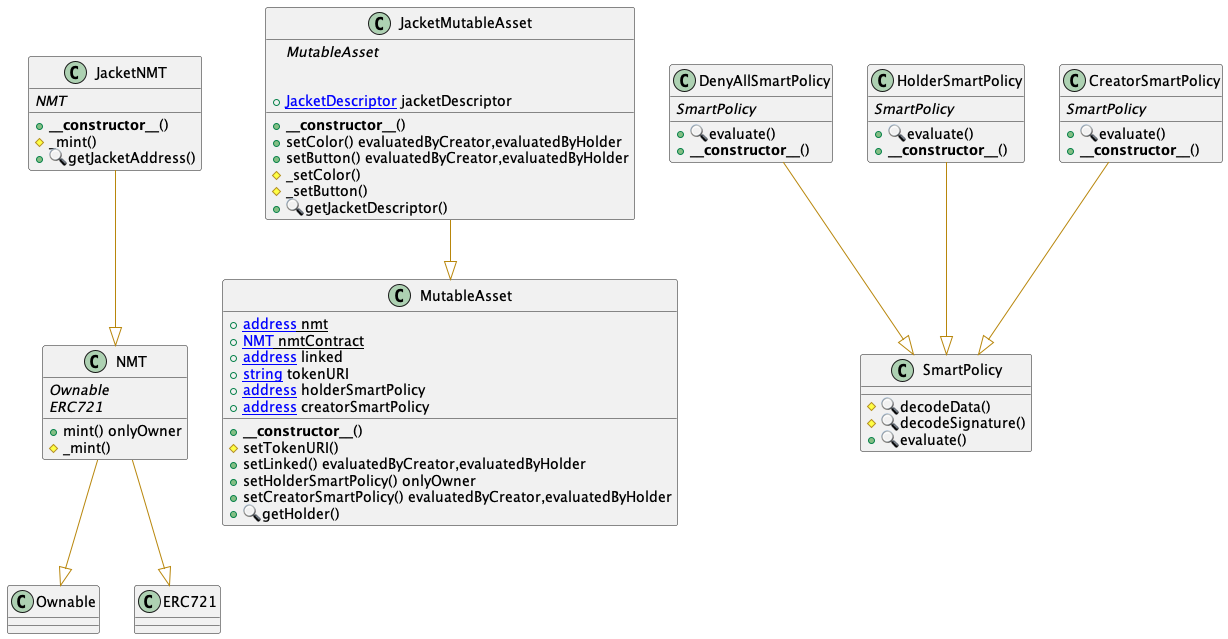 C JacketNMT
NMT
__constructor__()
_mint()
getJacketAddress()
C JacketMutableAsset
MutableAsset
JacketDescriptor jacketDescriptor
__constructor__()
setColor() evaluatedByCreator,evaluatedByHolder
setButton() evaluatedByCreator,evaluatedByHolder
_setColor()
_setButton()
getJacketDescriptor()
C DenyAllSmartPolicy
SmartPolicy
evaluate()
__constructor__()
C HolderSmartPolicy
SmartPolicy
evaluate()
__constructor__()
C CreatorSmartPolicy
SmartPolicy
evaluate()
__constructor__()
C NMT
Ownable
ERC721
mint() onlyOwner
_mint()
C MutableAsset
address nmt
NMT nmtContract
address linked
string tokenURI
address holderSmartPolicy
address creatorSmartPolicy
__constructor__()
setTokenURI()
setLinked() evaluatedByCreator,evaluatedByHolder
setHolderSmartPolicy() onlyOwner
setCreatorSmartPolicy() evaluatedByCreator,evaluatedByHolder
getHolder()
C SmartPolicy
decodeData()
decodeSignature()
evaluate()
C Ownable
C ERC721